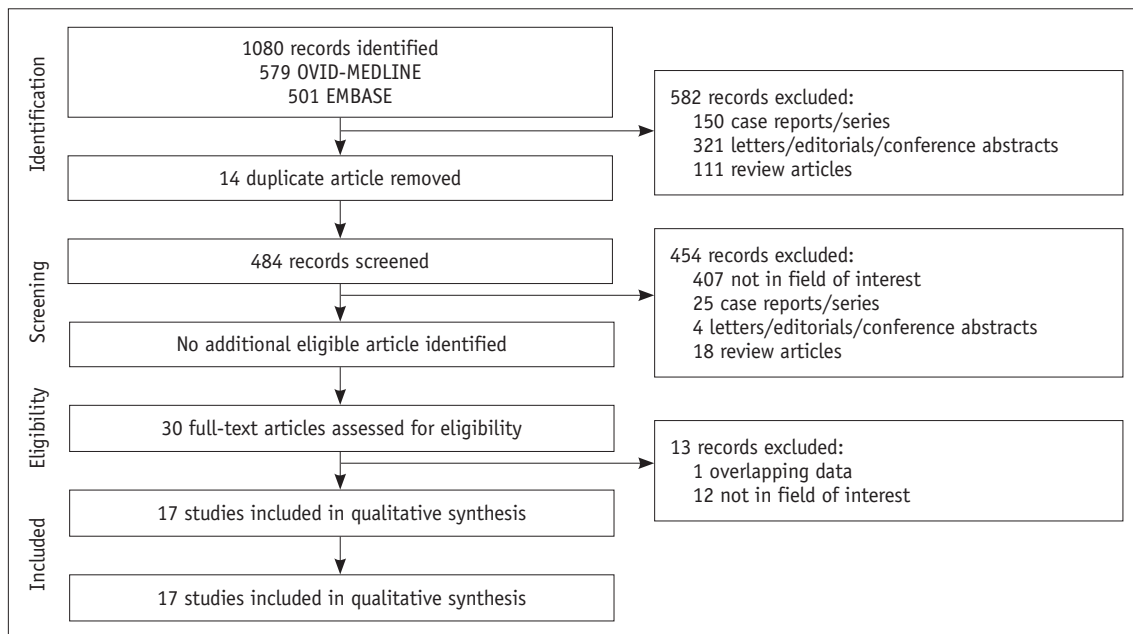 Identification
1080 records identified
579 OVID-MEDLINE
501 EMBASE
582 records excluded:
150 case reports/series
321 letters/editorials/conference abstracts
111 review articles
14 duplicate article removed
Screening
484 records screened
454 records excluded:
407 not in field of interest
25 case reports/series
4 letters/editorials/conference abstracts
18 review articles
No additional eligible article identified
Eligibility
30 full-text articles assessed for eligibility
13 records excluded:
1 overlapping data
12 not in field of interest
Included
17 studies included in qualitative synthesis
17 studies included in qualitative synthesis